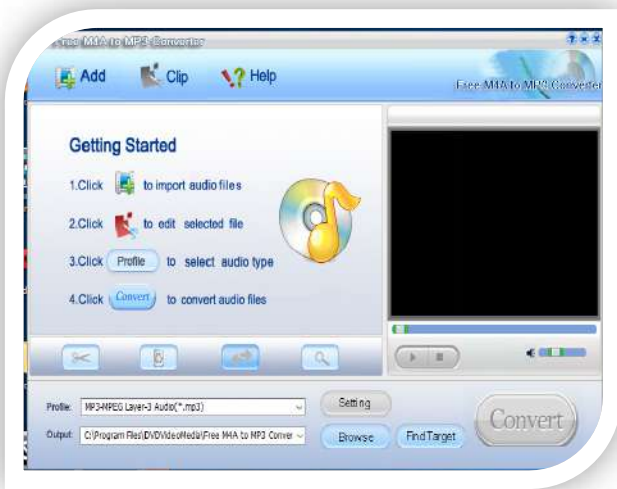 Free M4A to MP3 Converter
Add Clip Help
Free M4A to MP3 Converter
Getting Started
1.Click to import audio files
2.Click to edit selected file
3.Click Profile to select audio type
4.Click Convert to convert audio files
Profile: MP3-MPEG Layer-3 Audio(*.mp3) Setting
Output: C:\Program Files\DVDVideoMedia\Free M4A to MP3 Conver Browse Find Target
Convert